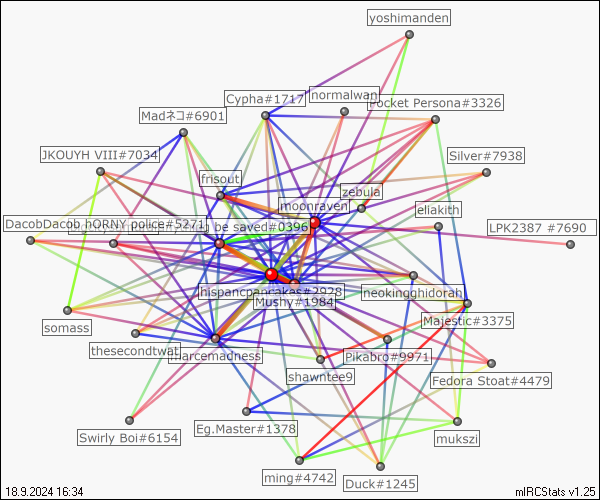 yoshimanden
Cypha#1717
normalwan
Pocket Persona#3326
Madネコ#6901
JKOUYH VIII#7034
Silver#7938
frisout
zebula
moonraven
eliakith
DacobDacob
hORNY police#5271
g be saved#0396
LPK2387 #7690
hispancpancakes#2928
neokingghidorah
Mushy#1984
somass
Majestic#3375
thesecondtwat
marcemadness
Pikabro#9971
shawntee9
Fedora Stoat#4479
Swirly Boi#6154
Eg.Master#1378
mukszi
ming#4742
Duck#1245
18.9.2024 16:34
mIRCStats v1.25